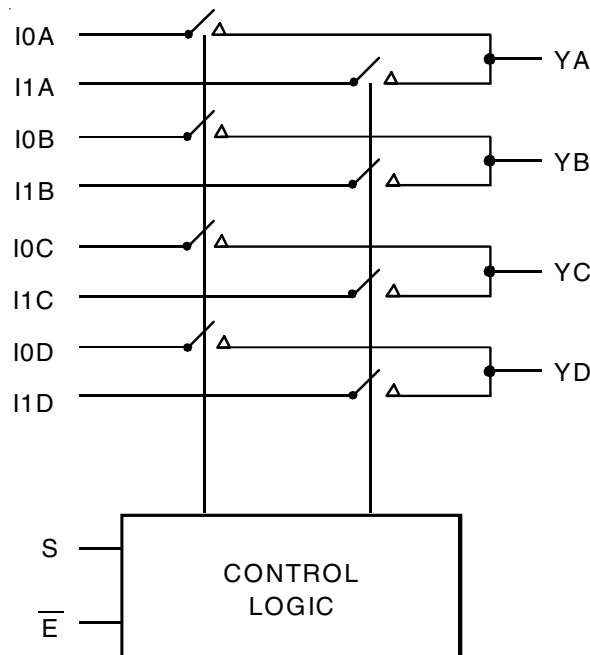 I0A
YA
I1A
I0B
YB
I1B
I0C
YC
I1C
I0D
YD
I1D
S
CONTROL
LOGIC
E̅